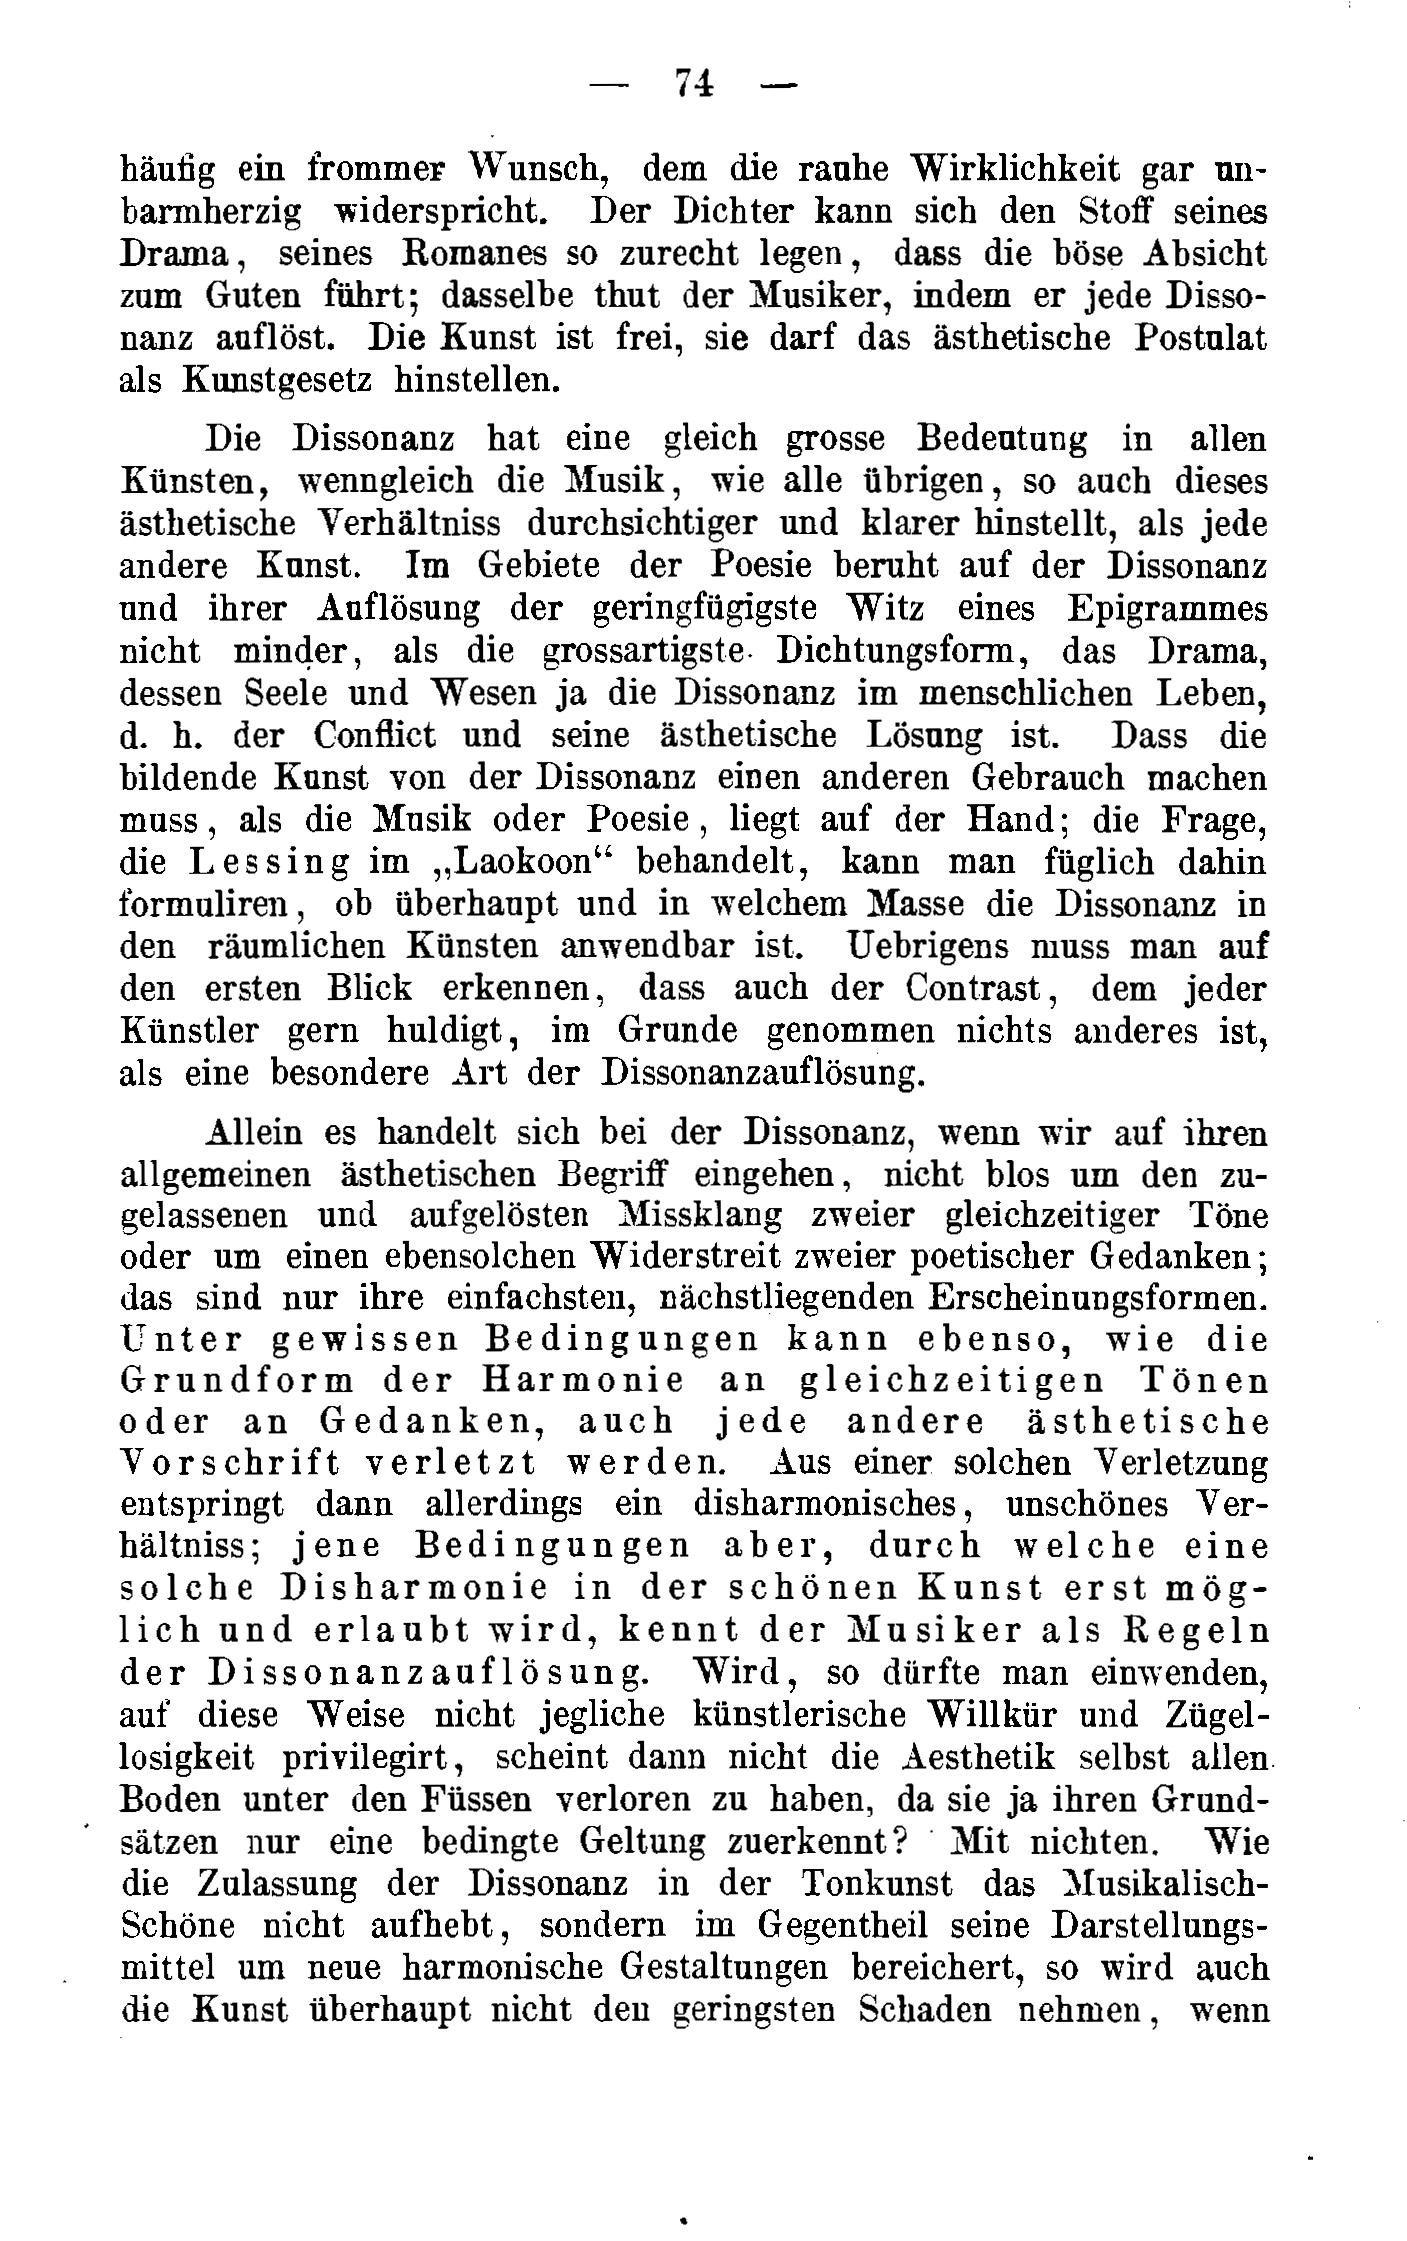 — 74 —
häufig ein frommer Wunsch, dem die rauhe Wirklichkeit gar un-
barmherzig widerspricht. Der Dichter kann sich den Stoff seines
Drama, seines Romanes so zurecht legen, dass die böse Absicht
zum Guten führt; dasselbe thut der Musiker, indem er jede Disso-
nanz auflöst. Die Kunst ist frei, sie darf das ästhetische Postulat
als Kunstgesetz hinstellen.
Die Dissonanz hat eine gleich grosse Bedeutung in allen
Künsten, wenngleich die Musik, wie alle übrigen, so auch dieses
ästhetische Verhältniss durchsichtiger und klarer hinstellt, als jede
andere Kunst. Im Gebiete der Poesie beruht auf der Dissonanz
und ihrer Auflösung der geringfügigste Witz eines Epigrammes
nicht minder, als die grossartigste Dichtungsform, das Drama,
dessen Seele und Wesen ja die Dissonanz im menschlichen Leben,
d. h. der Conflict und seine ästhetische Lösung ist. Dass die
bildende Kunst von der Dissonanz einen anderen Gebrauch machen
muss, als die Musik oder Poesie, liegt auf der Hand; die Frage,
die Lessing im „Laokoon“ behandelt, kann man füglich dahin
formuliren, ob überhaupt und in welchem Masse die Dissonanz in
den räumlichen Künsten anwendbar ist. Uebrigens muss man auf
den ersten Blick erkennen, dass auch der Contrast, dem jeder
Künstler gern huldigt, im Grunde genommen nichts anderes ist,
als eine besondere Art der Dissonanzauflösung.
Allein es handelt sich bei der Dissonanz, wenn wir auf ihren
allgemeinen ästhetischen Begriff eingehen, nicht blos um den zu-
gelassenen und aufgelösten Missklang zweier gleichzeitiger Töne
oder um einen ebensolchen Widerstreit zweier poetischer Gedanken;
das sind nur ihre einfachsten, nächstliegenden Erscheinungsformen.
Unter gewissen Bedingungen kann ebenso, wie die
Grundform der Harmonie an gleichzeitigen Tönen
oder an Gedanken, auch jede andere ästhetische
Vorschrift verletzt werden. Aus einer solchen Verletzung
entspringt dann allerdings ein disharmonisches, unschönes Ver-
hältniss; jene Bedingungen aber, durch welche eine
solche Disharmonie in der schönen Kunst erst mög-
lich und erlaubt wird, kennt der Musiker als Regeln
der Dissonanzauflösung. Wird, so dürfte man einwenden,
auf diese Weise nicht jegliche künstlerische Willkür und Zügel-
losigkeit privilegirt, scheint dann nicht die Aesthetik selbst allen
Boden unter den Füssen verloren zu haben, da sie ja ihren Grund-
sätzen nur eine bedingte Geltung zuerkennt? Mit nichten. Wie
die Zulassung der Dissonanz in der Tonkunst das Musikalisch-
Schöne nicht aufhebt, sondern im Gegentheil seine Darstellungs-
mittel um neue harmonische Gestaltungen bereichert, so wird auch
die Kunst überhaupt nicht den geringsten Schaden nehmen, wenn